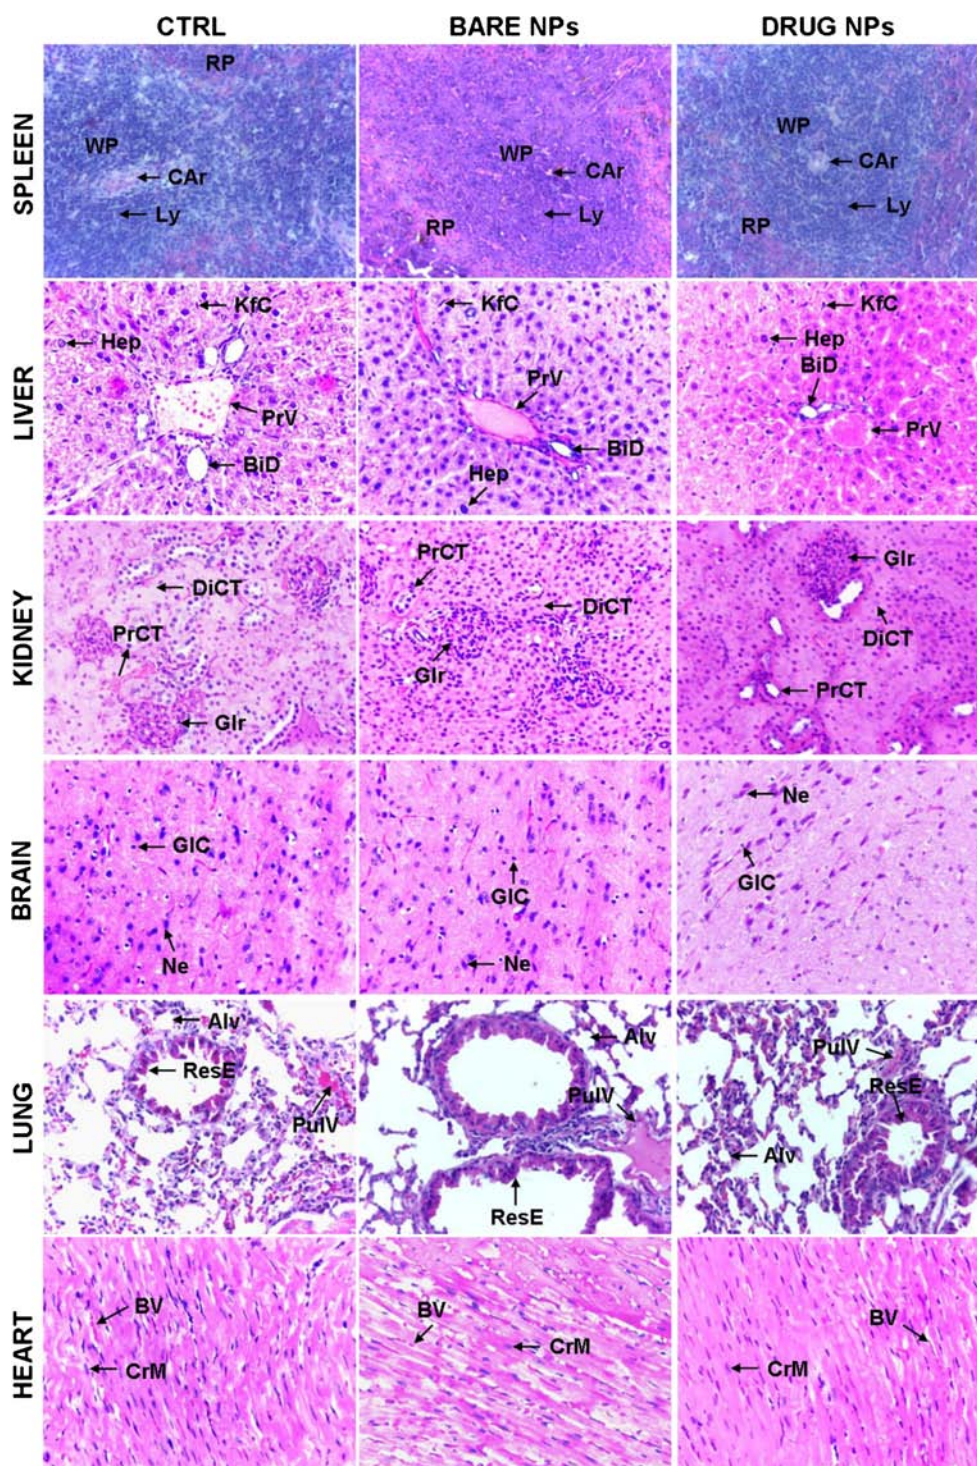 CTRL BARE NPs DRUG NPs
SPLEEN
RP
WP
CAr
Ly
WP
CAr
Ly
RP
WP
CAr
Ly
RP
LIVER
KfC
Hep
PrV
BiD
KfC
PrV
BiD
Hep
KfC
Hep
BiD
PrV
KIDNEY
DiCT
PrCT
Glr
PrCT
DiCT
Glr
Glr
DiCT
PrCT
BRAIN
GlC
Ne
GlC
Ne
Ne
GlC
LUNG
Alv
ResE
PulV
Alv
PulV
ResE
PulV
ResE
Alv
HEART
BV
CrM
BV
CrM
BV
CrM